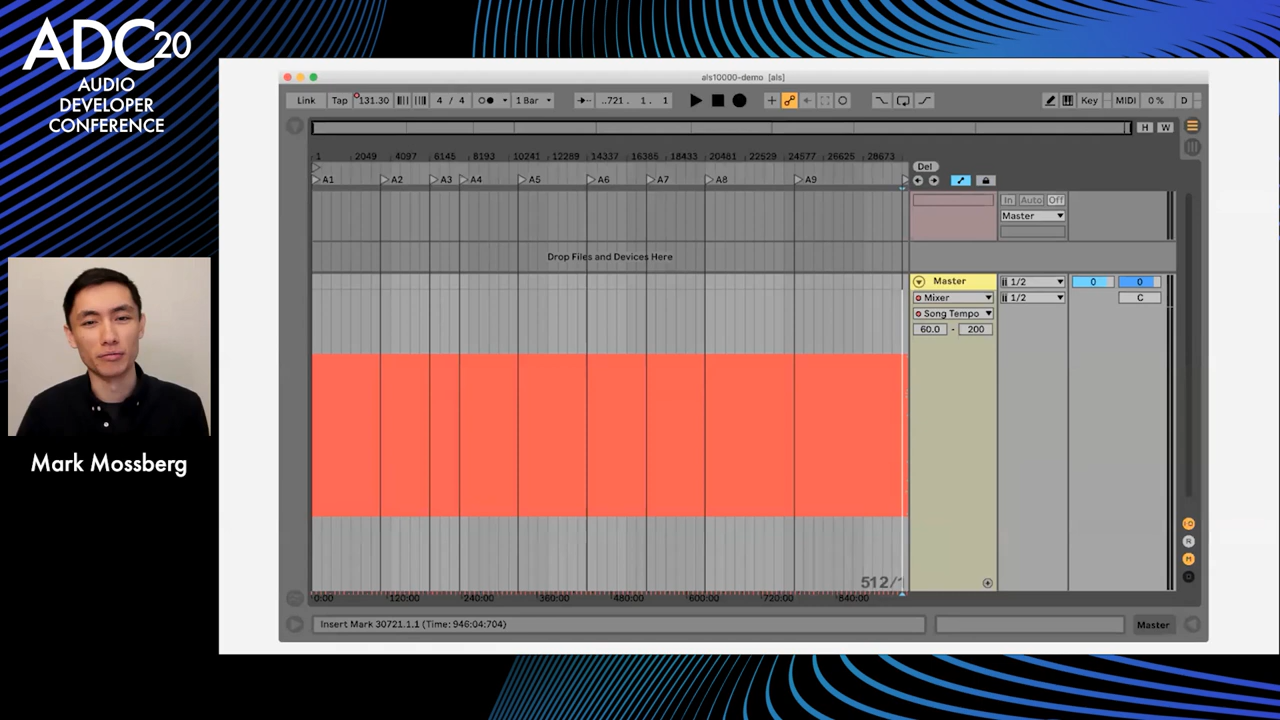 ADC20
AUDIO
DEVELOPER
CONFERENCE
Mark Mossberg
als10000-demo [als]
Link Tap 131.30 4 / 4 1 Bar ..721. 1. 1 Key MIDI 0 % D
H W
1 2049 4097 6145 8193 10241 12289 14337 16385 18433 20481 22529 24577 26625 28673
Del
A1 A2 A3 A4 A5 A6 A7 A8 A9
In Auto Off
Master
Drop Files and Devices Here
Master 1/2 0 0
Mixer 1/2 C
Song Tempo
60.0 - 200
I·O
R
M
D
512/1
0:00 120:00 240:00 360:00 480:00 600:00 720:00 840:00
Insert Mark 30721.1.1 (Time: 946:04:704)
Master